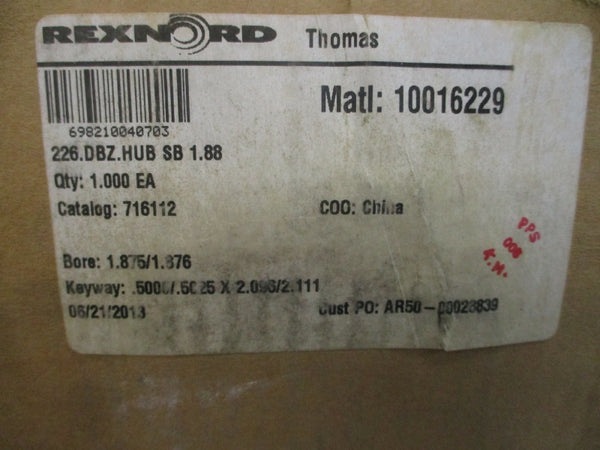 REXNORD Thomas
Matl: 10016229
698210040703
226.DBZ.HUB SB 1.88
Qty: 1.000 EA
Catalog: 716112 COO: China
PPS
008
K.M.
Bore: 1.875/1.876
Keyway: .5005/.5025 X 2.096/2.111
06/21/2013 Cust PO: AR50-00028839